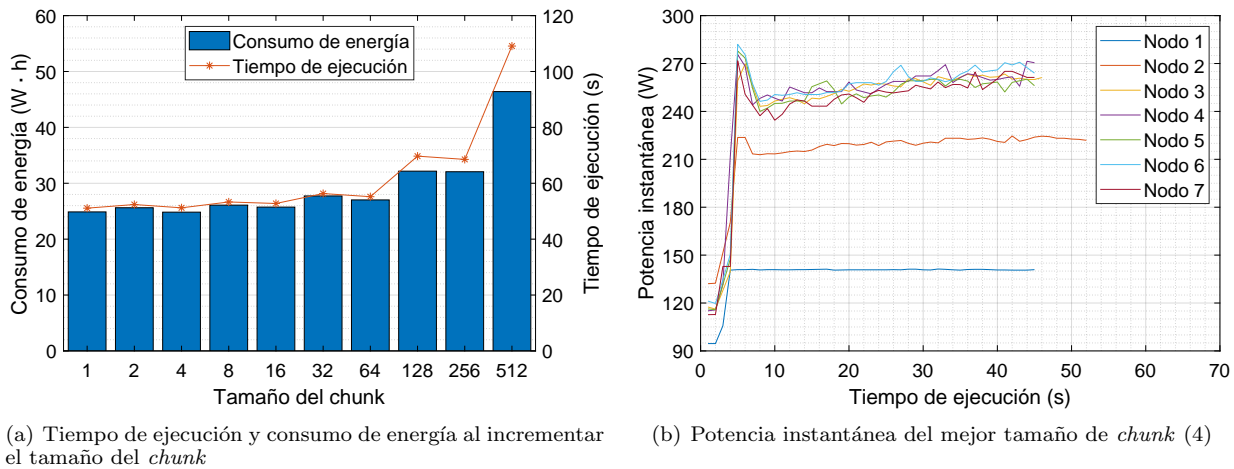 Consumo de energía (W · h)
60
50
40
30
20
10
0
Consumo de energía
Tiempo de ejecución
120
100
80
60
40
20
0
Tiempo de ejecución (s)
1 2 4 8 16 32 64 128 256 512
Tamaño del chunk
(a) Tiempo de ejecución y consumo de energía al incrementar
el tamaño del chunk
Potencia instantánea (W)
300
270
240
210
180
150
120
90
Nodo 1
Nodo 2
Nodo 3
Nodo 4
Nodo 5
Nodo 6
Nodo 7
0 10 20 30 40 50 60 70
Tiempo de ejecución (s)
(b) Potencia instantánea del mejor tamaño de chunk (4)